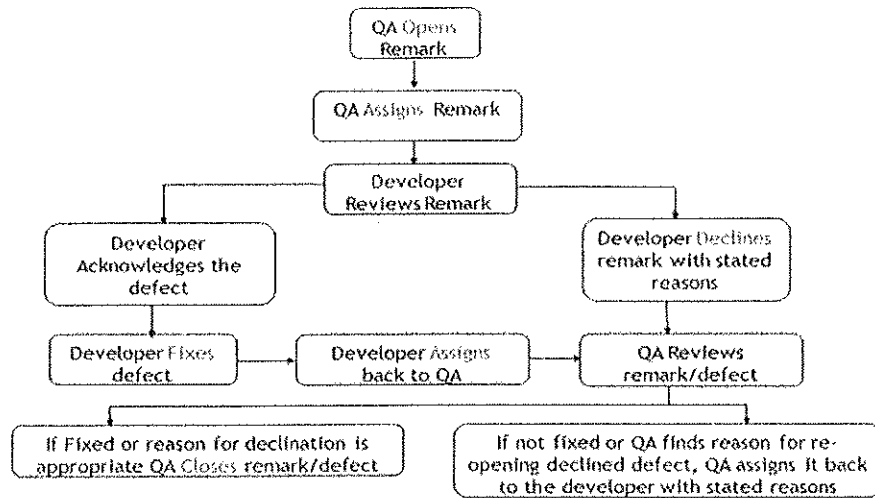 QA Opens
Remark
QA Assigns Remark
Developer
Reviews Remark
Developer
Acknowledges the
defect
Developer Declines
remark with stated
reasons
Developer Fixes
defect
Developer Assigns
back to QA
QA Reviews
remark/defect
If Fixed or reason for declination is
appropriate QA Closes remark/defect
If not fixed or QA finds reason for re-
opening declined defect, QA assigns it back
to the developer with stated reasons